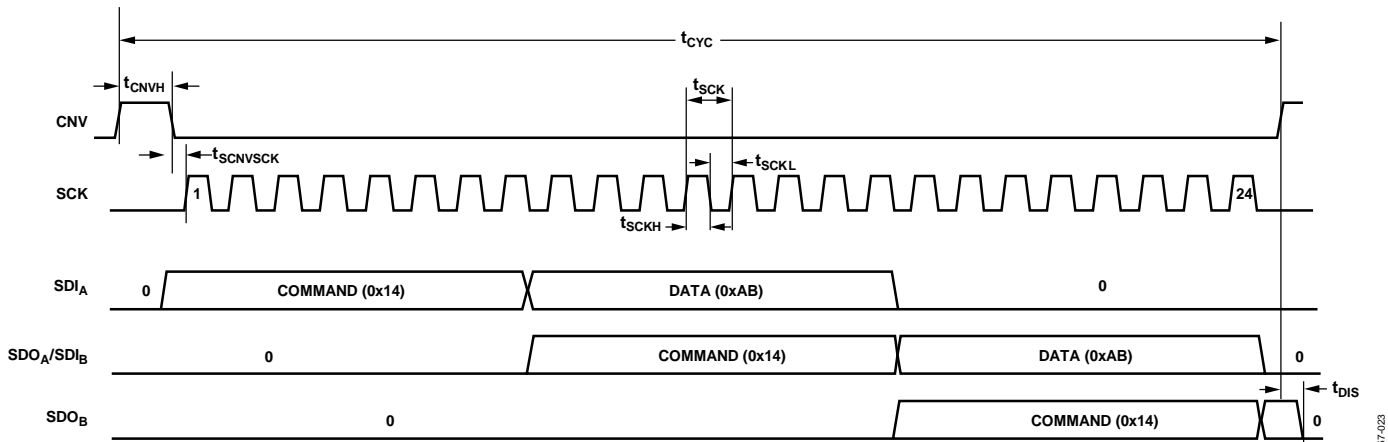 tCYC
tCNVH
tSCK
CNV
tSCNVSCK
tSCKL
SCK
1
24
tSCKH
SDIA
0
COMMAND (0x14)
DATA (0xAB)
0
SDOA/SDIB
0
COMMAND (0x14)
DATA (0xAB)
0
tDIS
SDOB
0
COMMAND (0x14)
0